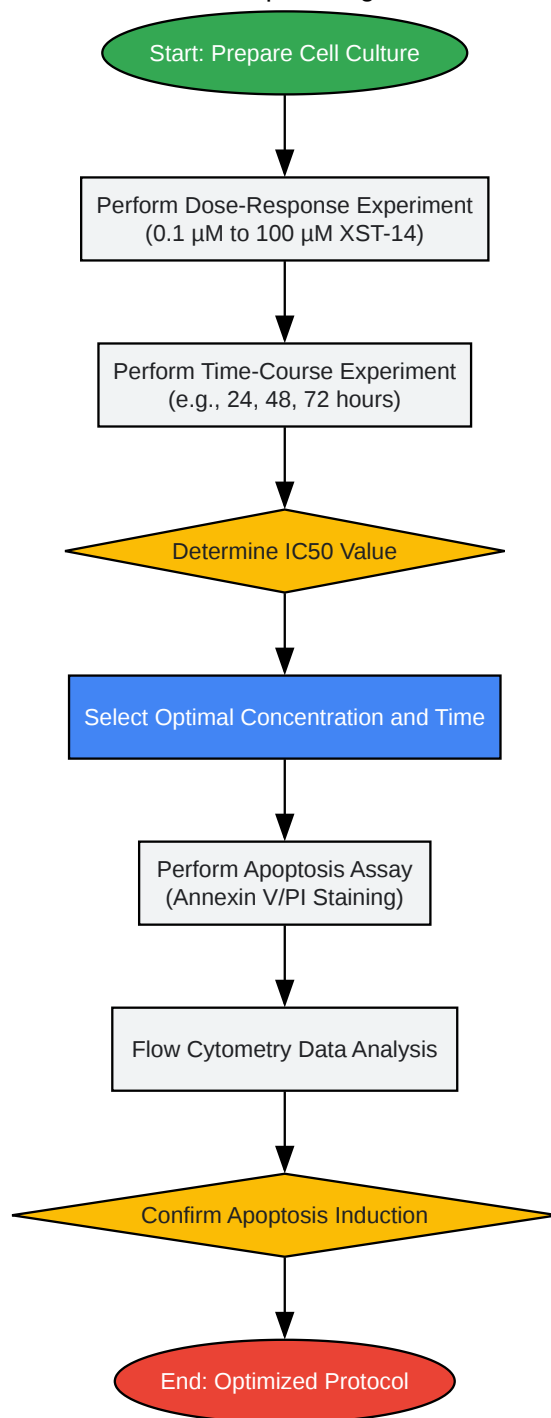 Start: Prepare Cell Culture
Perform Dose-Response Experiment
(0.1 µM to 100 µM XST-14)
Perform Time-Course Experiment
(e.g., 24, 48, 72 hours)
Determine IC50 Value
Select Optimal Concentration and Time
Perform Apoptosis Assay
(Annexin V/PI Staining)
Flow Cytometry Data Analysis
Confirm Apoptosis Induction
End: Optimized Protocol